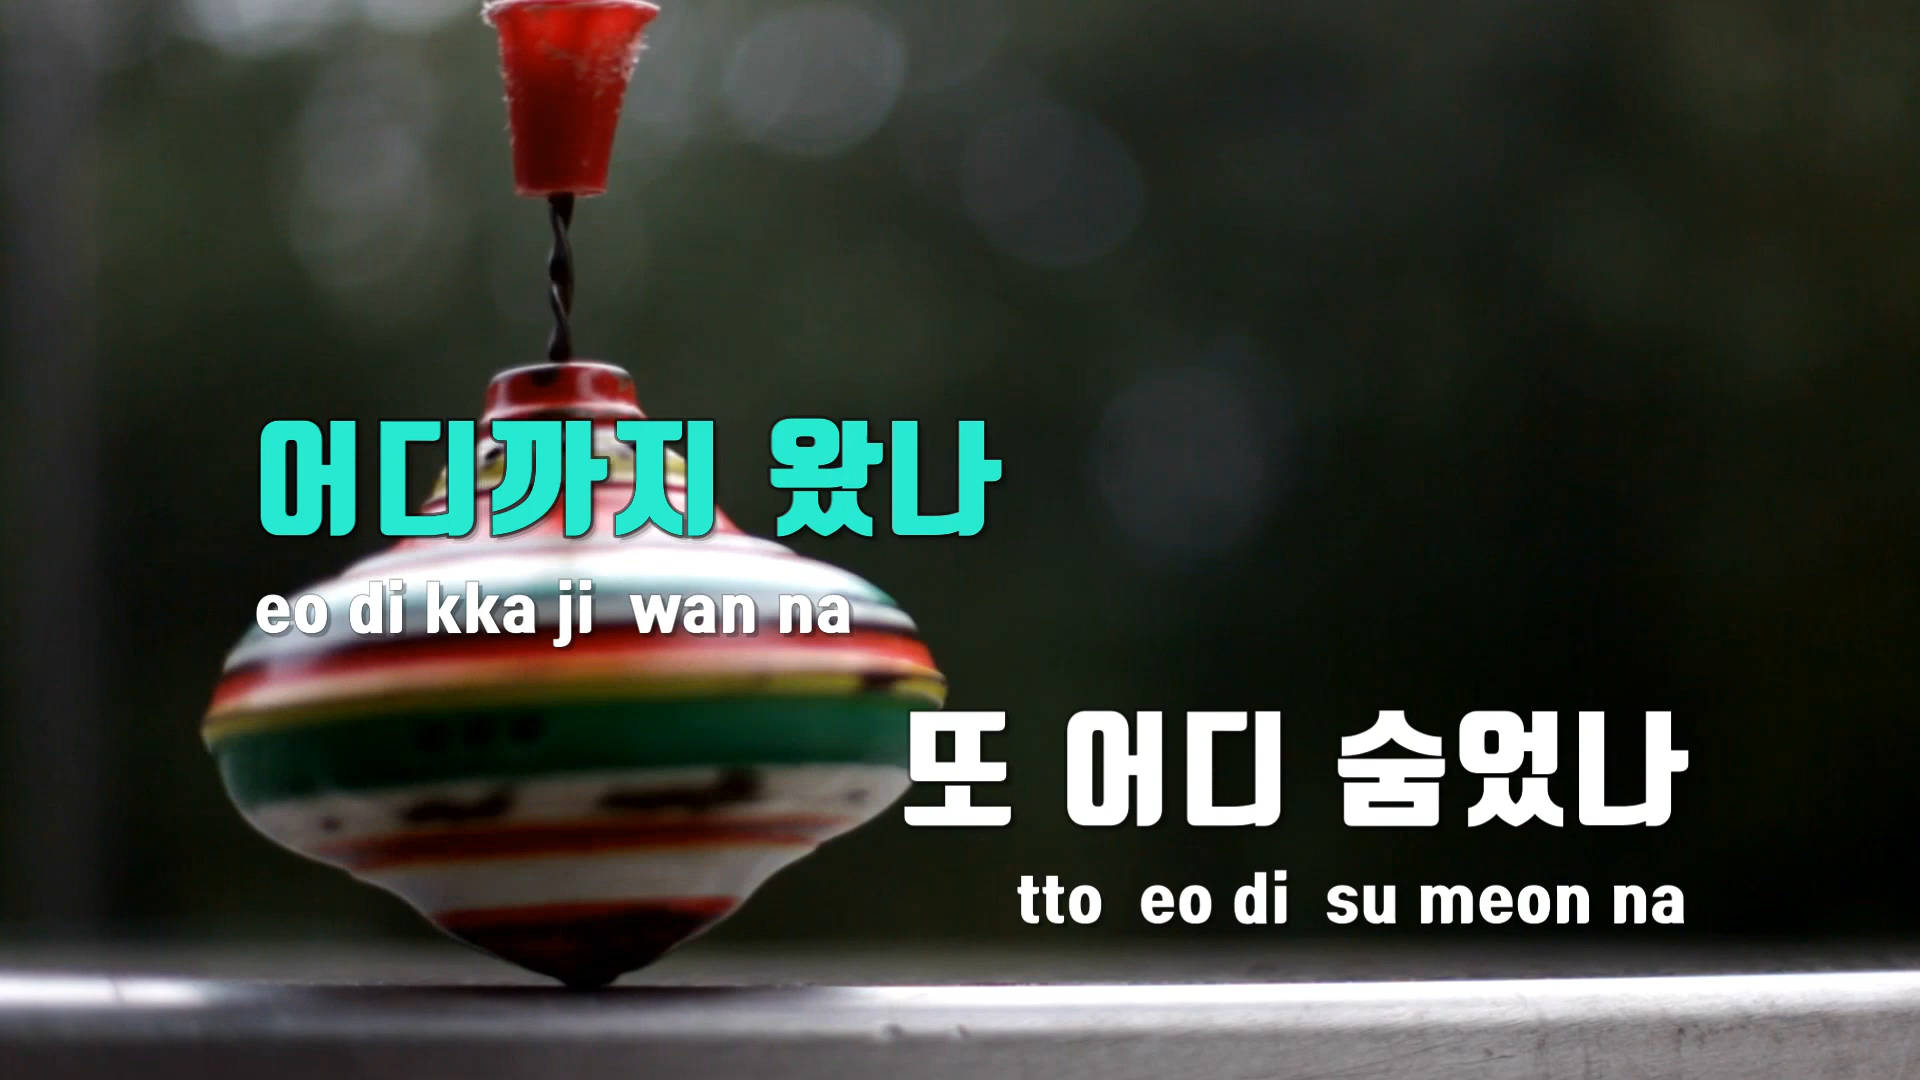 어디까지 왔나
eo di kka ji wan na
또 어디 숨었나
tto eo di su meon na